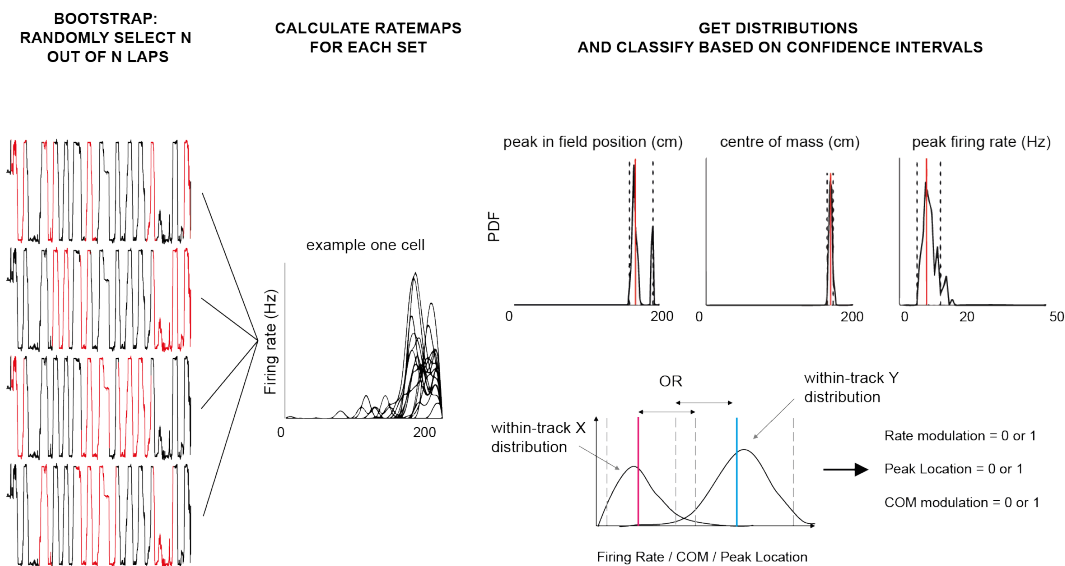 BOOTSTRAP:
RANDOMLY SELECT N
OUT OF N LAPS
CALCULATE RATEMAPS
FOR EACH SET
GET DISTRIBUTIONS
AND CLASSIFY BASED ON CONFIDENCE INTERVALS
example one cell
Firing rate (Hz)
0
200
peak in field position (cm)
centre of mass (cm)
peak firing rate (Hz)
PDF
0
200
0
200
0
20
50
OR
within-track X
distribution
within-track Y
distribution
Firing Rate / COM / Peak Location
Rate modulation = 0 or 1
Peak Location = 0 or 1
COM modulation = 0 or 1